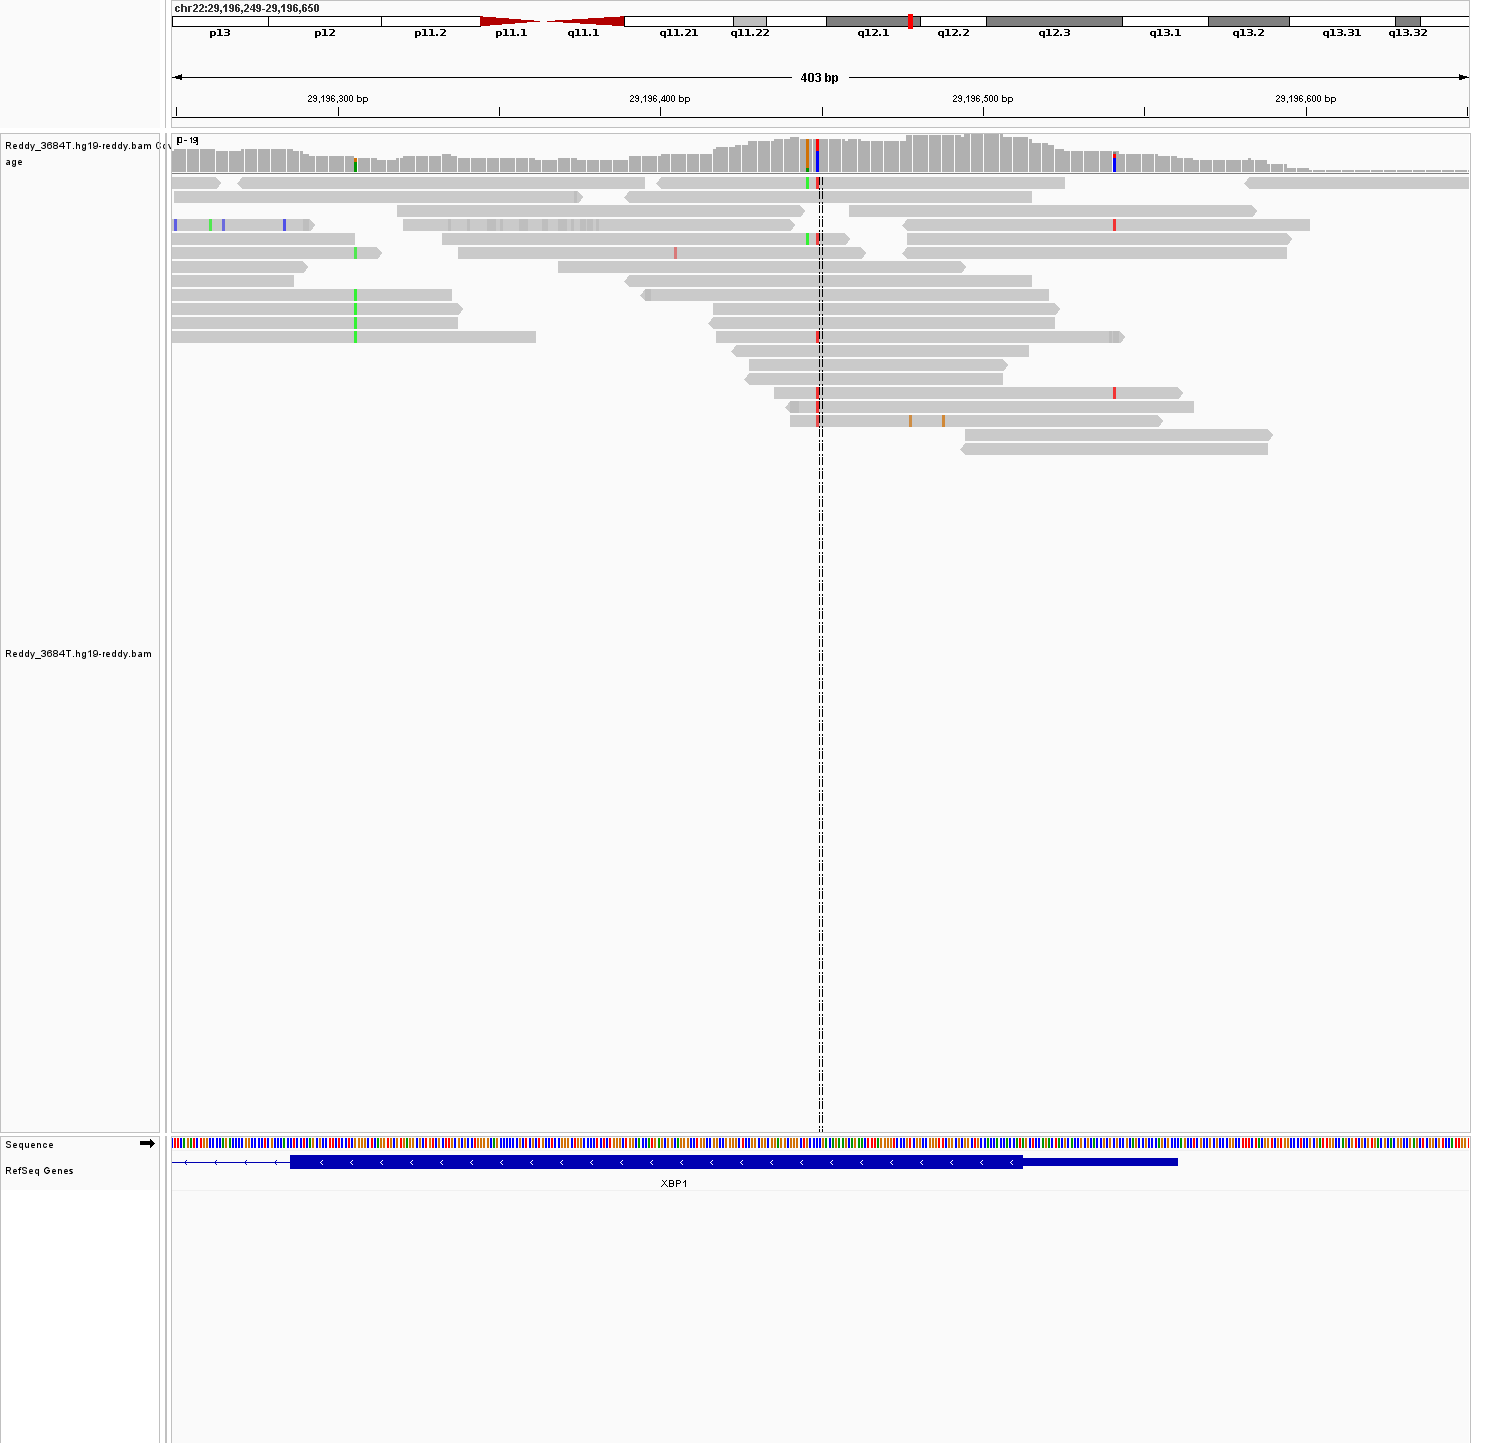 chr22:29,196,249-29,196,650
p13 p12 p11.2 p11.1 q11.1 q11.21 q11.22 q12.1 q12.2 q12.3 q13.1 q13.2 q13.31 q13.32
403 bp
29,196,300 bp 29,196,400 bp 29,196,500 bp 29,196,600 bp
[0 - 19]
Reddy_3684T.hg19-reddy.bam Cov
age
Reddy_3684T.hg19-reddy.bam
Sequence
RefSeq Genes
XBP1